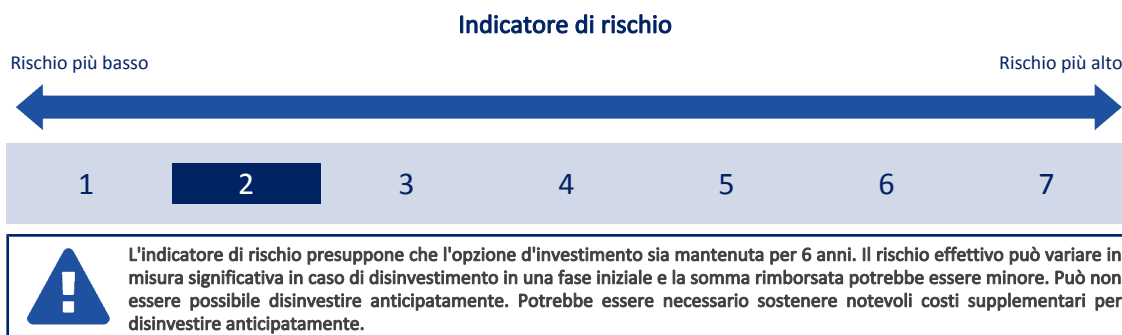 Indicatore di rischio
Rischio più basso
Rischio più alto
1 2 3 4 5 6 7
L'indicatore di rischio presuppone che l'opzione d'investimento sia mantenuta per 6 anni. Il rischio effettivo può variare in
misura significativa in caso di disinvestimento in una fase iniziale e la somma rimborsata potrebbe essere minore. Può non
essere possibile disinvestire anticipatamente. Potrebbe essere necessario sostenere notevoli costi supplementari per
disinvestire anticipatamente.